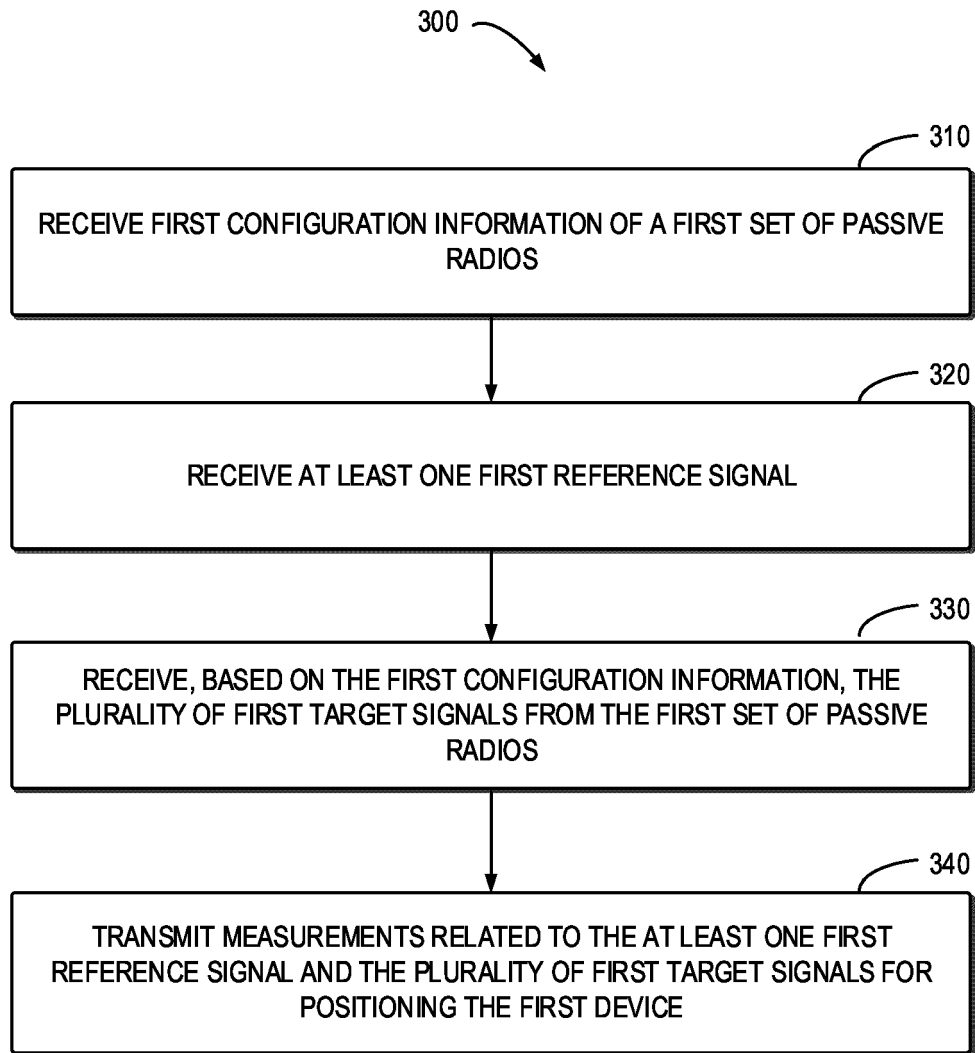 300
310
RECEIVE FIRST CONFIGURATION INFORMATION OF A FIRST SET OF PASSIVE
RADIOS
320
RECEIVE AT LEAST ONE FIRST REFERENCE SIGNAL
330
RECEIVE, BASED ON THE FIRST CONFIGURATION INFORMATION, THE
PLURALITY OF FIRST TARGET SIGNALS FROM THE FIRST SET OF PASSIVE
RADIOS
340
TRANSMIT MEASUREMENTS RELATED TO THE AT LEAST ONE FIRST
REFERENCE SIGNAL AND THE PLURALITY OF FIRST TARGET SIGNALS FOR
POSITIONING THE FIRST DEVICE